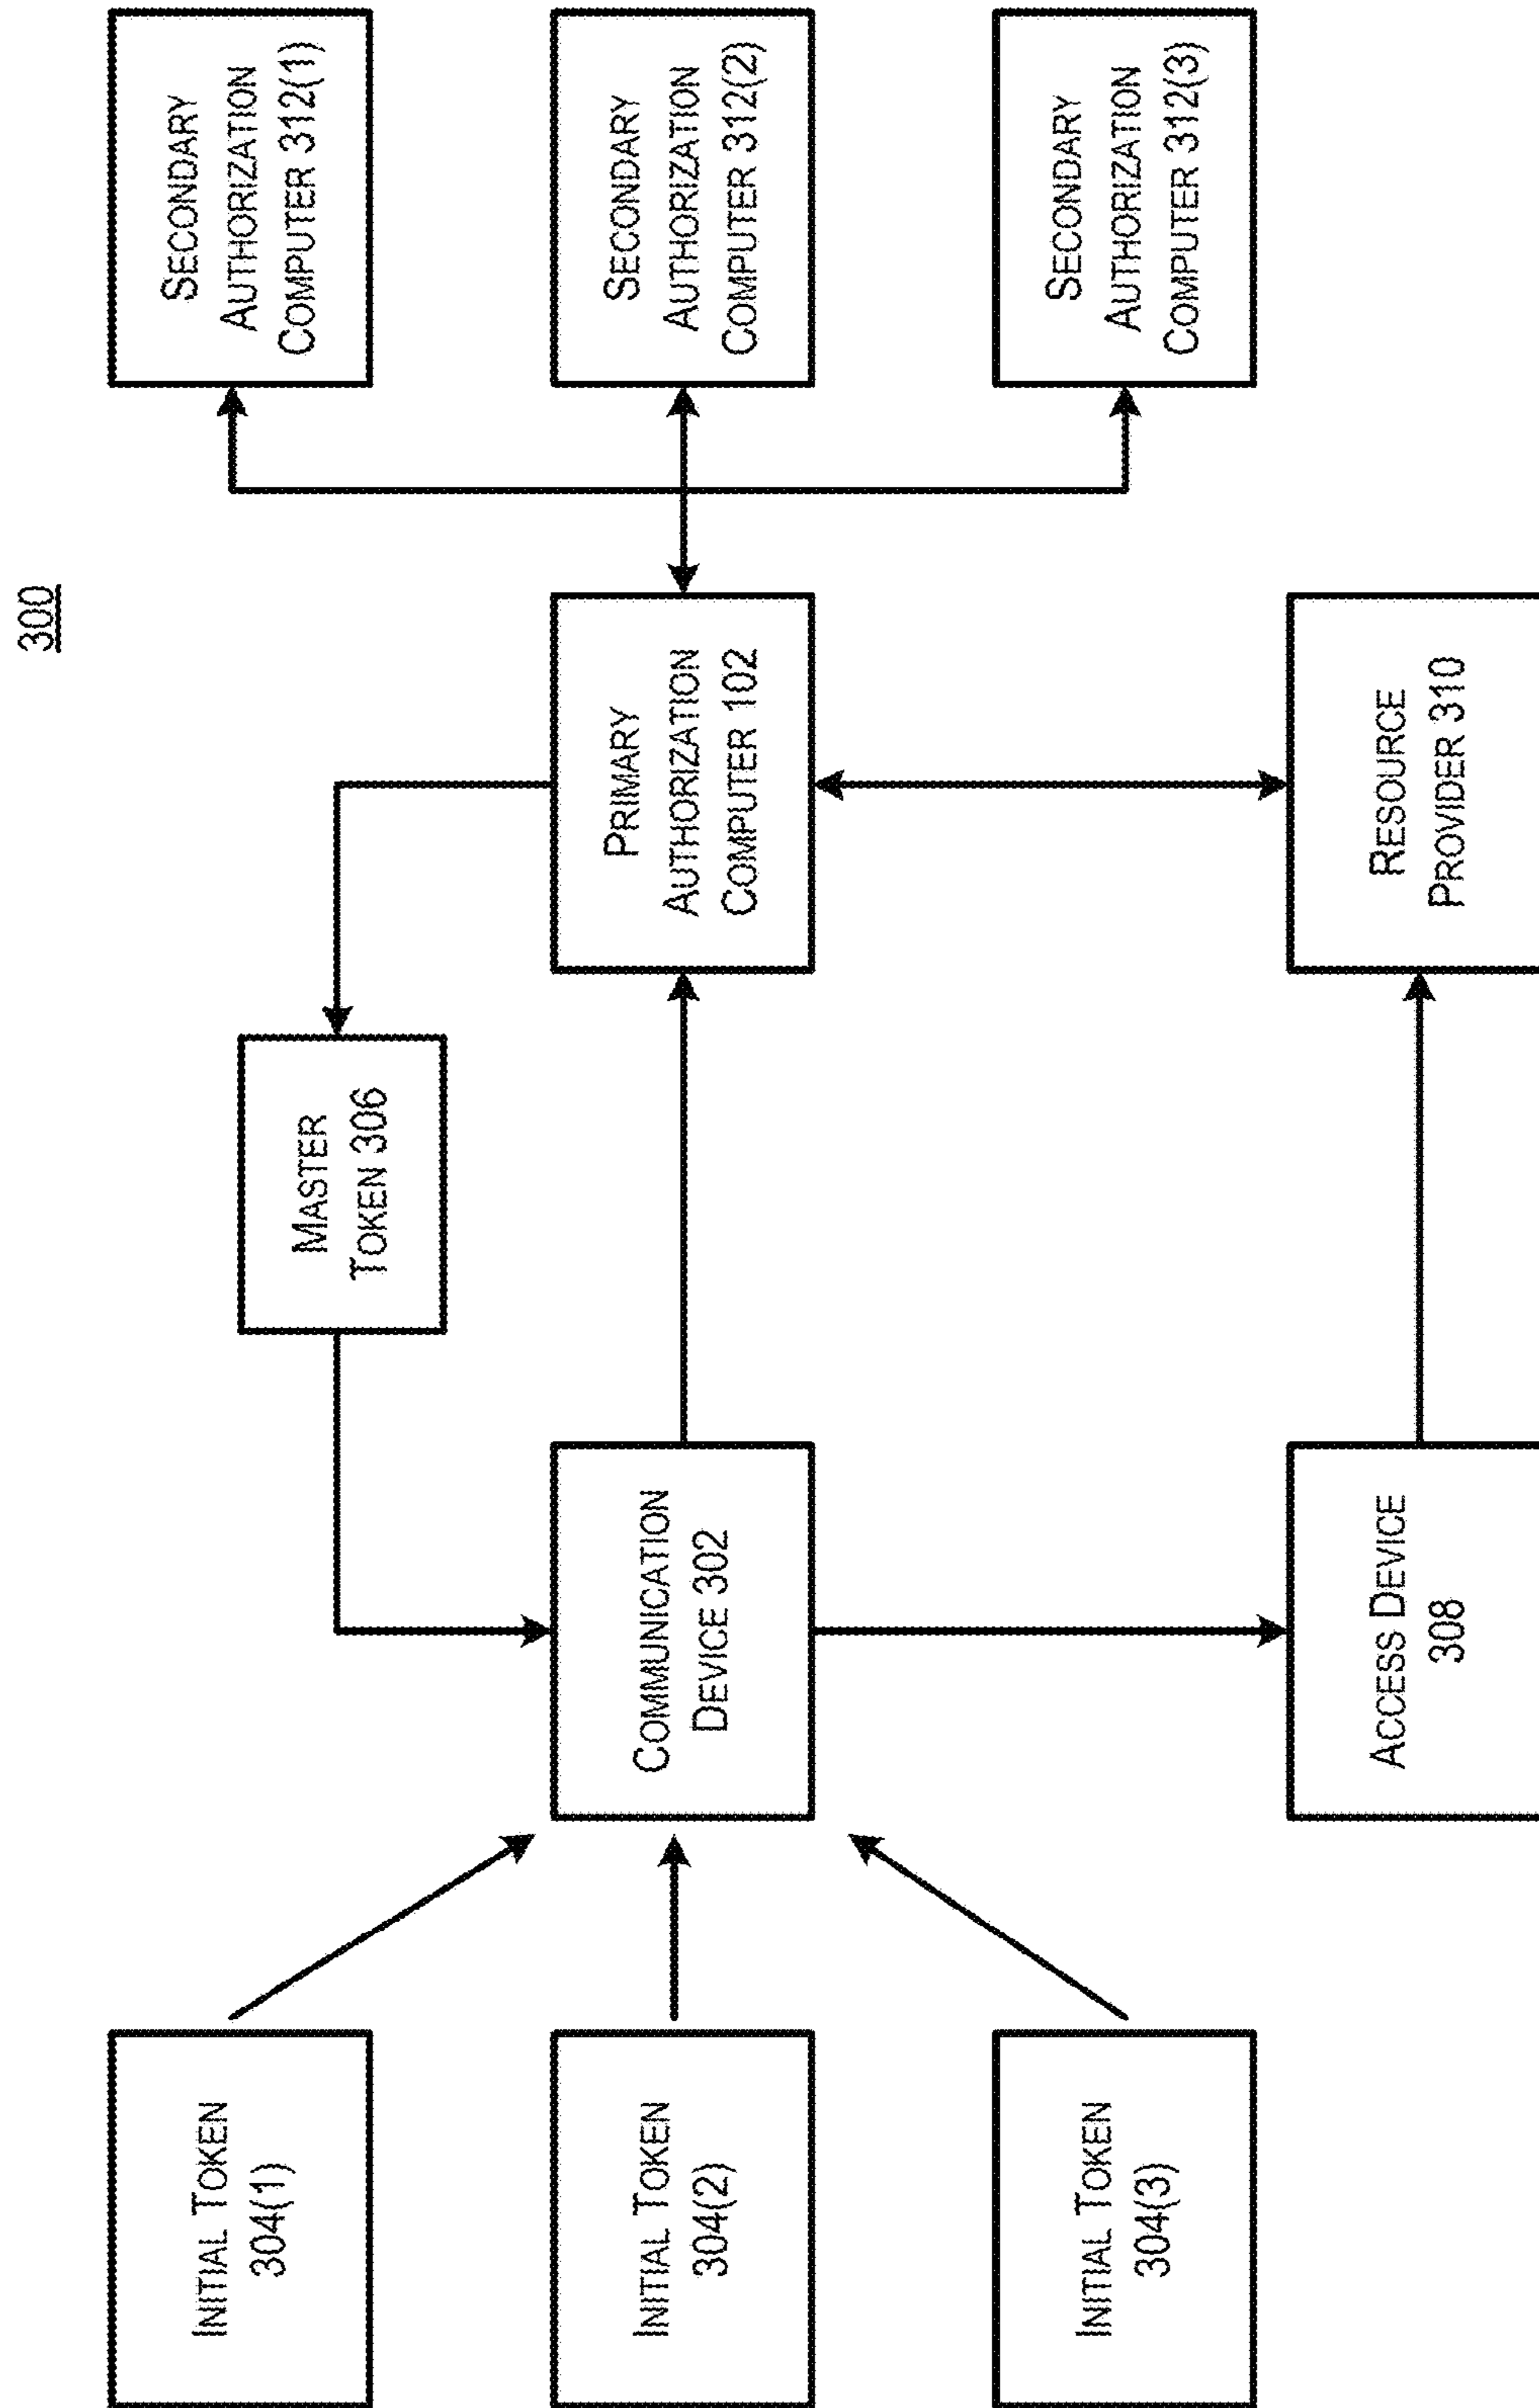 300
INITIAL TOKEN
304(1)
INITIAL TOKEN
304(2)
INITIAL TOKEN
304(3)
COMMUNICATION
DEVICE 302
ACCESS DEVICE
308
MASTER
TOKEN 306
PRIMARY
AUTHORIZATION
COMPUTER 102
RESOURCE
PROVIDER 310
SECONDARY
AUTHORIZATION
COMPUTER 312(1)
SECONDARY
AUTHORIZATION
COMPUTER 312(2)
SECONDARY
AUTHORIZATION
COMPUTER 312(3)